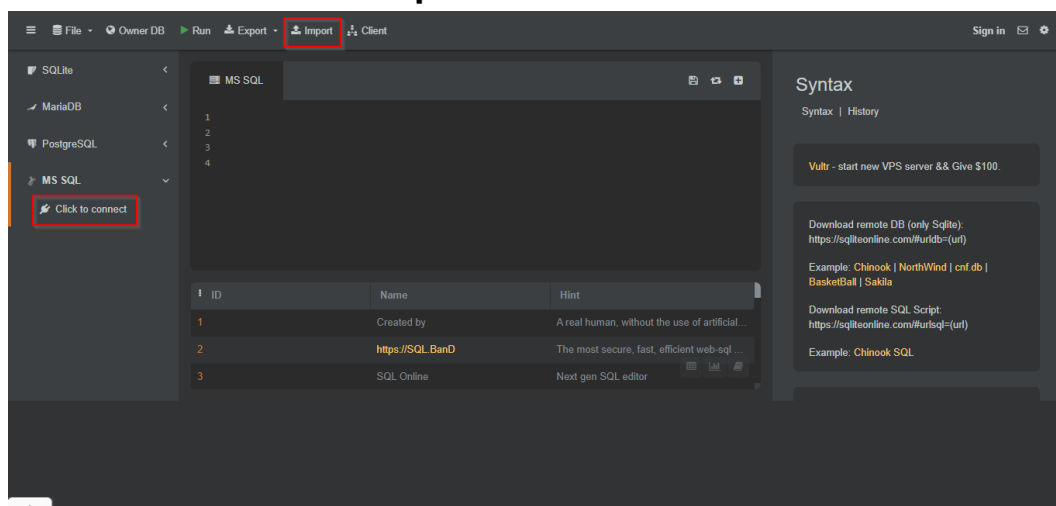 File Owner DB Run Export Import Client Sign in
SQLite
MariaDB
PostgreSQL
MS SQL
Click to connect
MS SQL
1
2
3
4
ID Name Hint
1 Created by A real human, without the use of artificial...
2 https://SQL.BanD The most secure, fast, efficient web-sql ...
3 SQL Online Next gen SQL editor
Syntax
Syntax | History
Vultr - start new VPS server && Give $100.
Download remote DB (only Sqlite):
https://sqliteonline.com/#urldb=(url)
Example: Chinook | NorthWind | cnf.db |
BasketBall | Sakila
Download remote SQL Script:
https://sqliteonline.com/#urlsql=(url)
Example: Chinook SQL